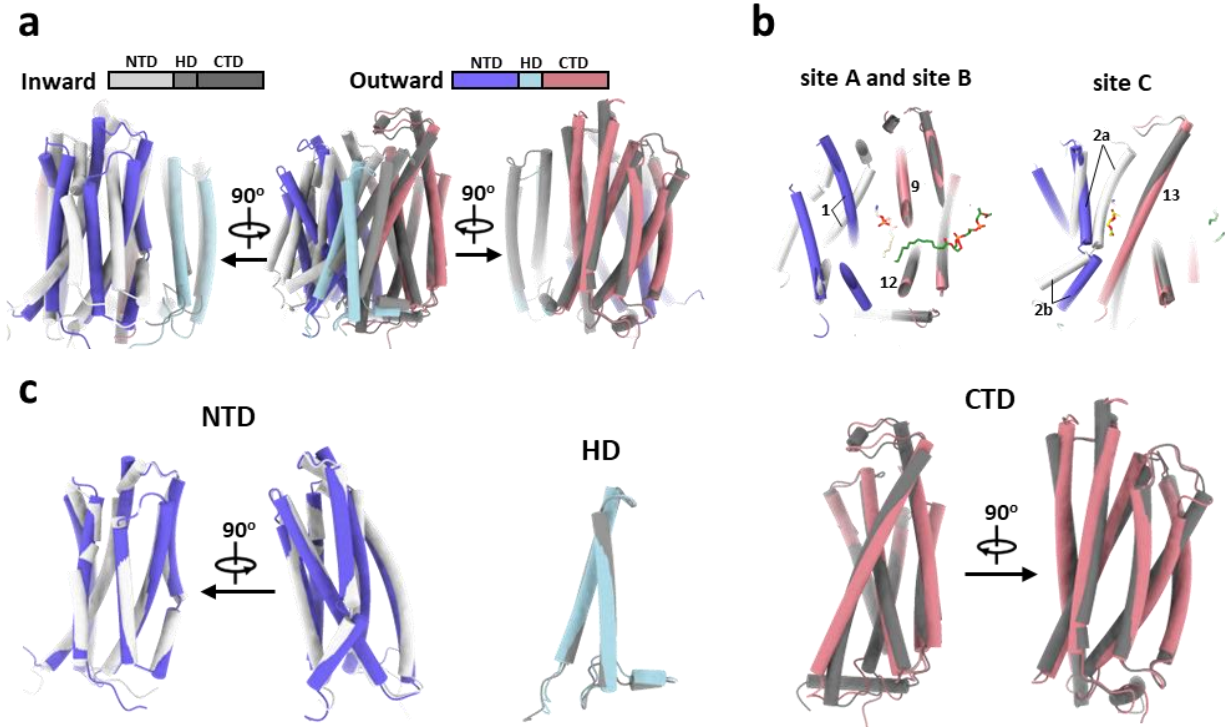 a
b
NTD HD CTD
NTD HD CTD
Inward
Outward
site A and site B
site C
90°
90°
1
9
12
2a
13
2b
c
NTD
HD
CTD
90°
90°